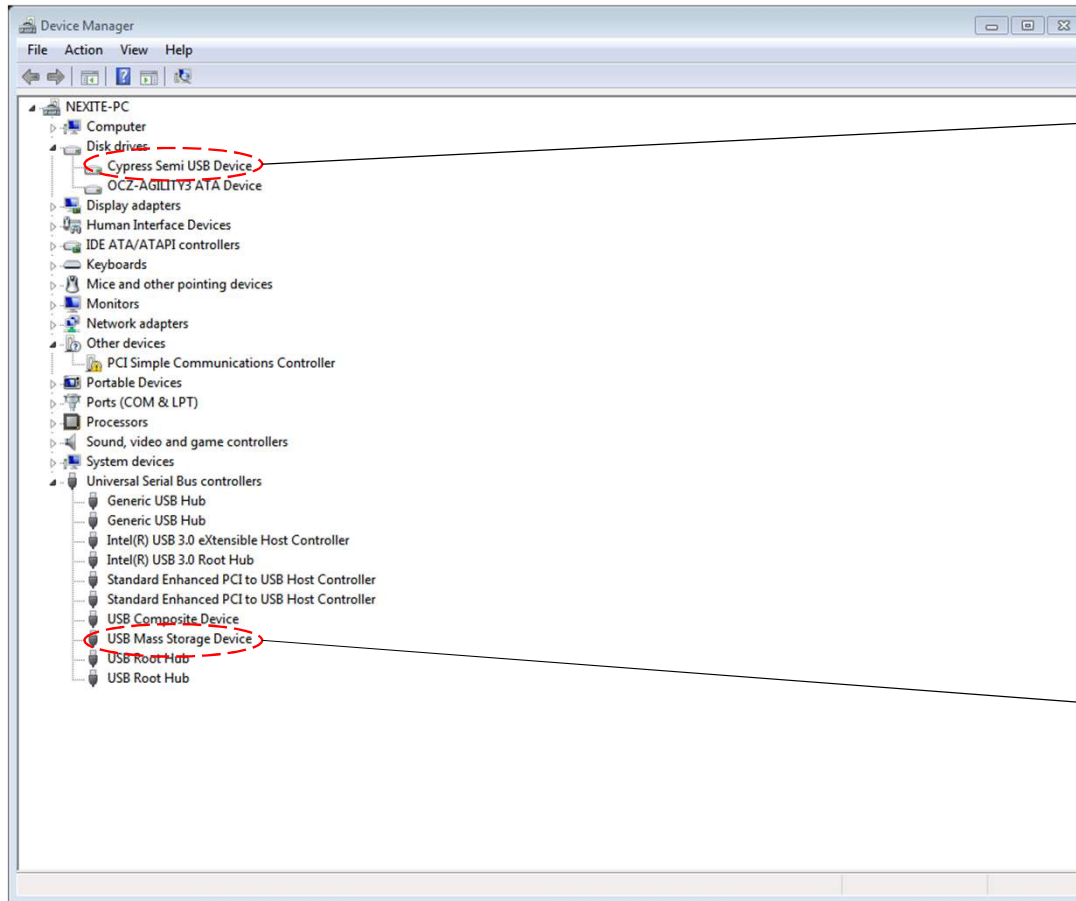 Device Manager
File Action View Help
NEXITE-PC
Computer
Disk drives
Cypress Semi USB Device
OCZ-AGILITY3 ATA Device
Display adapters
Human Interface Devices
IDE ATA/ATAPI controllers
Keyboards
Mice and other pointing devices
Monitors
Network adapters
Other devices
PCI Simple Communications Controller
Portable Devices
Ports (COM & LPT)
Processors
Sound, video and game controllers
System devices
Universal Serial Bus controllers
Generic USB Hub
Generic USB Hub
Intel(R) USB 3.0 eXtensible Host Controller
Intel(R) USB 3.0 Root Hub
Standard Enhanced PCI to USB Host Controller
Standard Enhanced PCI to USB Host Controller
USB Composite Device
USB Mass Storage Device
USB Root Hub
USB Root Hub